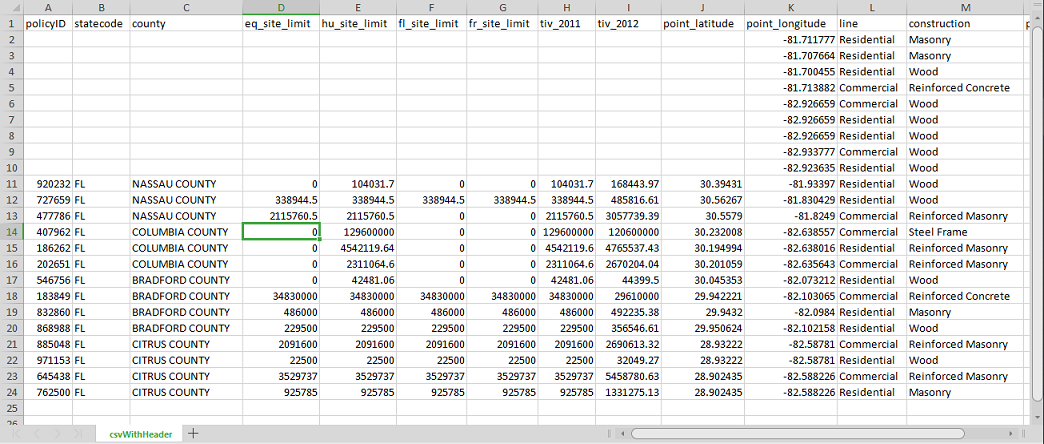 A B C D E F G H I J K L M
1 policyID statecode county eq_site_limit hu_site_limit fl_site_limit fr_site_limit tiv_2011 tiv_2012 point_latitude point_longitude line construction p
2 -81.711777 Residential Masonry
3 -81.707664 Residential Masonry
4 -81.700455 Residential Wood
5 -81.713882 Commercial Reinforced Concrete
6 -82.926659 Commercial Wood
7 -82.926659 Residential Wood
8 -82.926659 Residential Wood
9 -82.933777 Commercial Wood
10 -82.923635 Residential Wood
11 920232 FL NASSAU COUNTY 0 104031.7 0 0 104031.7 168443.97 30.39431 -81.93397 Residential Wood
12 727659 FL NASSAU COUNTY 338944.5 338944.5 338944.5 338944.5 338944.5 485816.61 30.56267 -81.830429 Residential Wood
13 477786 FL NASSAU COUNTY 2115760.5 2115760.5 0 0 2115760.5 3057739.39 30.5579 -81.8249 Commercial Reinforced Masonry
14 407962 FL COLUMBIA COUNTY 0 129600000 0 0 129600000 120600000 30.232008 -82.638557 Commercial Steel Frame
15 186262 FL COLUMBIA COUNTY 0 4542119.64 0 0 4542119.6 4765537.43 30.194994 -82.638016 Residential Reinforced Masonry
16 202651 FL COLUMBIA COUNTY 0 2311064.6 0 0 2311064.6 2670204.04 30.201059 -82.635643 Commercial Reinforced Masonry
17 546756 FL BRADFORD COUNTY 0 42481.06 0 0 42481.06 44399.5 30.045353 -82.073212 Residential Wood
18 183849 FL BRADFORD COUNTY 34830000 34830000 34830000 34830000 34830000 29610000 29.942221 -82.103065 Commercial Reinforced Concrete
19 832860 FL BRADFORD COUNTY 486000 486000 486000 486000 486000 492235.38 29.9432 -82.0984 Residential Masonry
20 868988 FL BRADFORD COUNTY 229500 229500 229500 229500 229500 356546.61 29.950624 -82.102158 Residential Wood
21 885048 FL CITRUS COUNTY 2091600 2091600 2091600 2091600 2091600 2690613.32 28.93222 -82.58781 Commercial Reinforced Masonry
22 971153 FL CITRUS COUNTY 22500 22500 22500 22500 22500 32049.27 28.93222 -82.58781 Residential Wood
23 645438 FL CITRUS COUNTY 3529737 3529737 3529737 3529737 3529737 5458780.63 28.902435 -82.588226 Commercial Reinforced Masonry
24 762500 FL CITRUS COUNTY 925785 925785 925785 925785 925785 1331275.13 28.902435 -82.588226 Residential Masonry
25
26
csvWithHeader